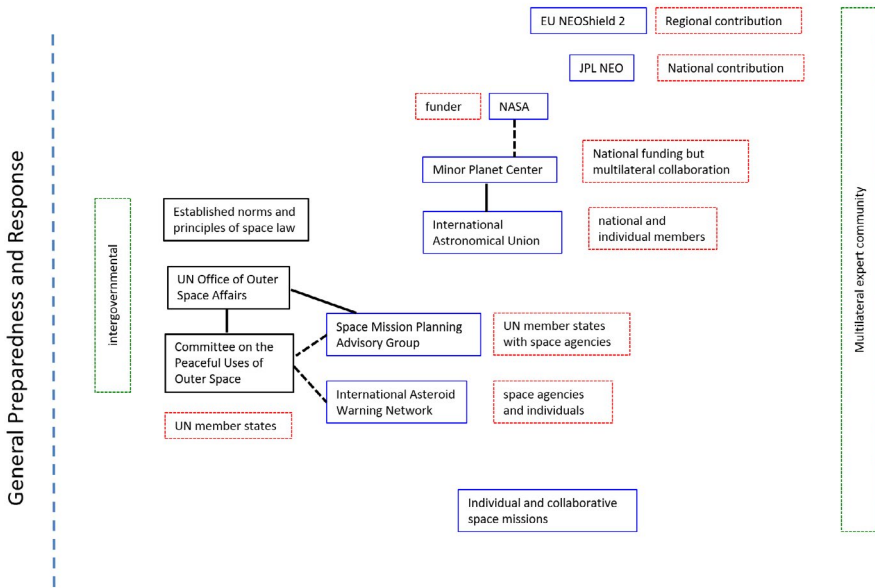 EU NEOShield 2
Regional contribution
JPL NEO
National contribution
funder
NASA
Minor Planet Center
National funding but
multilateral collaboration
Established norms and
principles of space law
International
Astronomical Union
national and
individual members
UN Office of Outer
Space Affairs
Space Mission Planning
Advisory Group
UN member states
with space agencies
Committee on the
Peaceful Uses of
Outer Space
International Asteroid
Warning Network
space agencies
and individuals
UN member states
Individual and collaborative
space missions
General Preparedness and Response
intergovernmental
Multilateral expert community